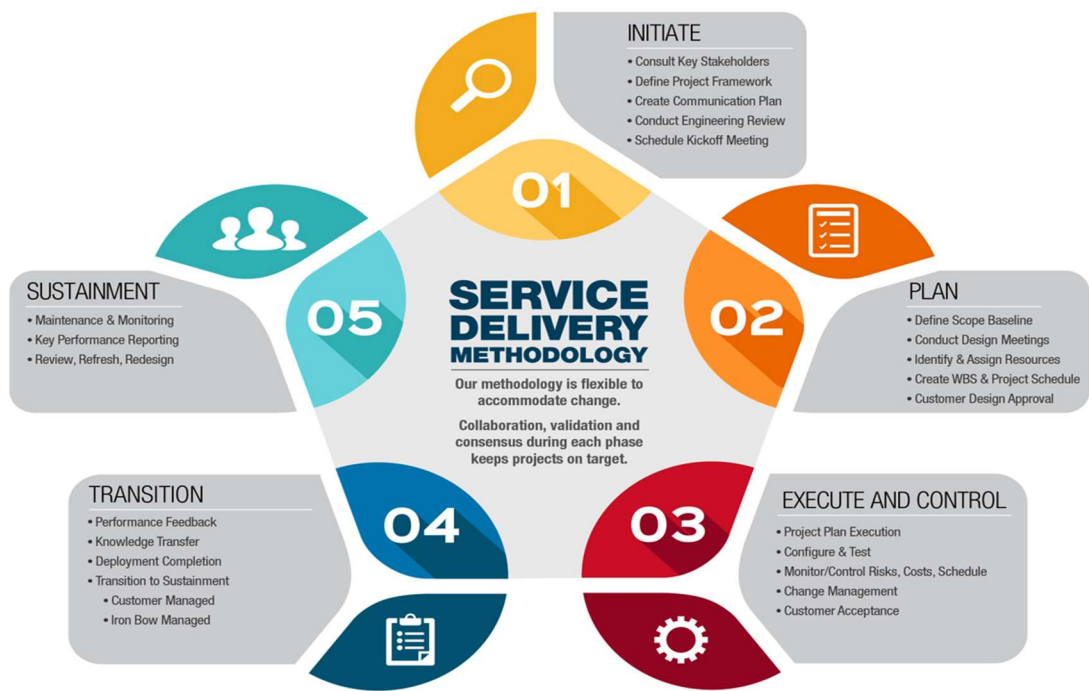 INITIATE
• Consult Key Stakeholders
• Define Project Framework
• Create Communication Plan
• Conduct Engineering Review
• Schedule Kickoff Meeting
01
PLAN
• Define Scope Baseline
• Conduct Design Meetings
• Identify & Assign Resources
• Create WBS & Project Schedule
• Customer Design Approval
02
EXECUTE AND CONTROL
• Project Plan Execution
• Configure & Test
• Monitor/Control Risks, Costs, Schedule
• Change Management
• Customer Acceptance
03
TRANSITION
• Performance Feedback
• Knowledge Transfer
• Deployment Completion
• Transition to Sustainment
• Customer Managed
• Iron Bow Managed
04
SUSTAINMENT
• Maintenance & Monitoring
• Key Performance Reporting
• Review, Refresh, Redesign
05
SERVICE
DELIVERY
METHODOLOGY
Our methodology is flexible to
accommodate change.
Collaboration, validation and
consensus during each phase
keeps projects on target.